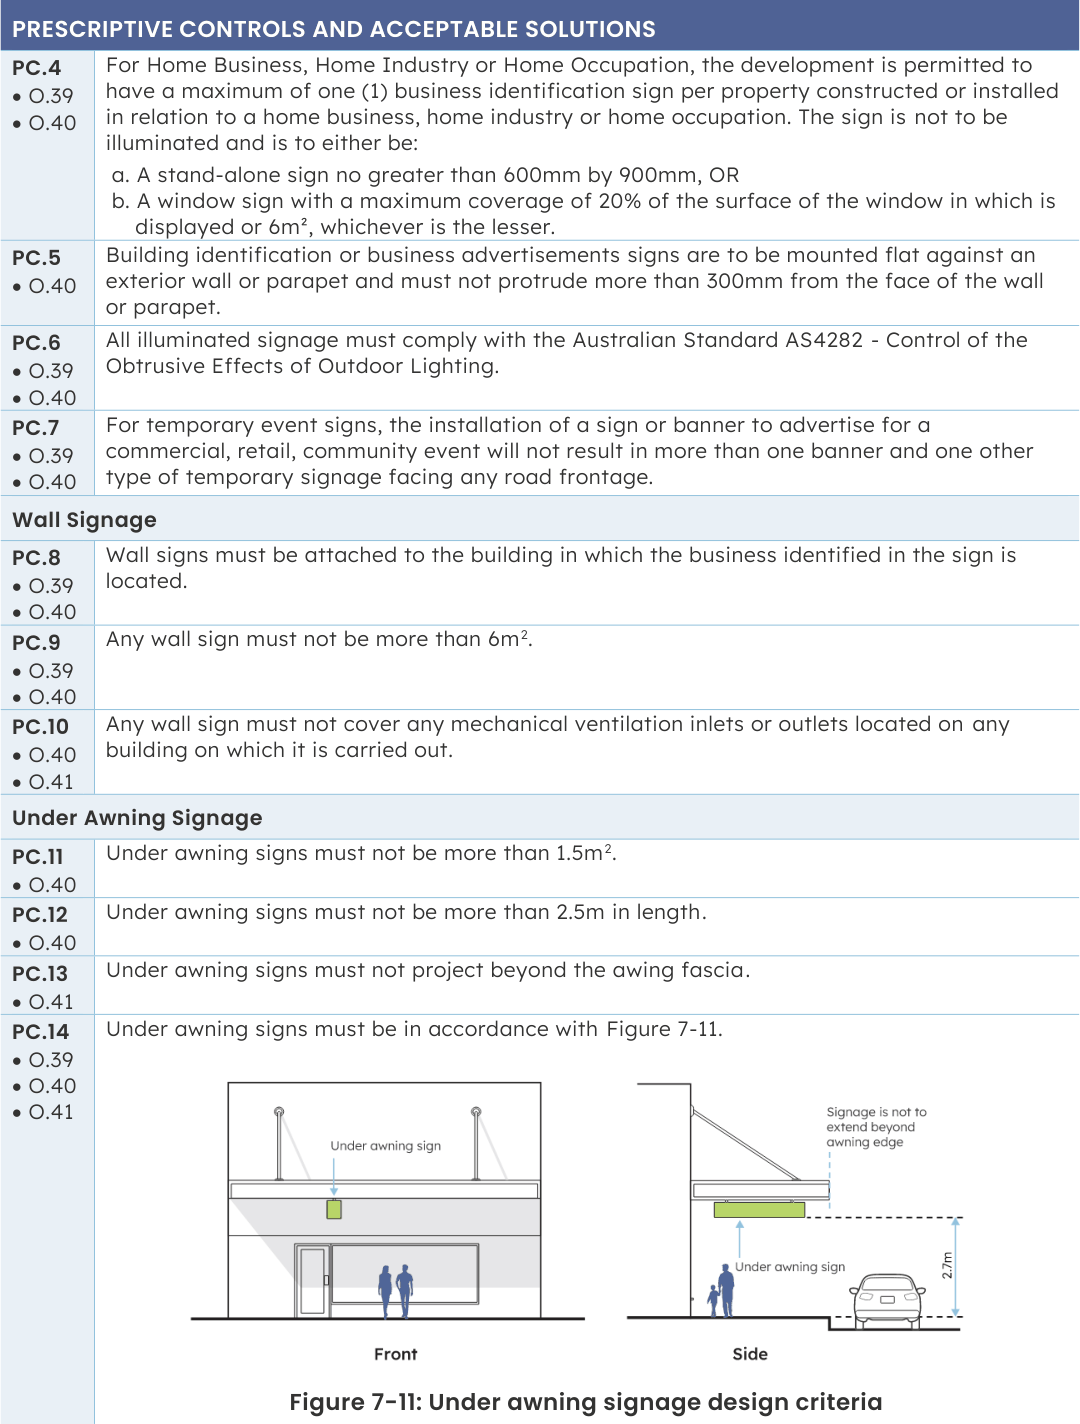 PRESCRIPTIVE CONTROLS AND ACCEPTABLE SOLUTIONS
PC.4
• O.39
• O.40
For Home Business, Home Industry or Home Occupation, the development is permitted to
have a maximum of one (1) business identification sign per property constructed or installed
in relation to a home business, home industry or home occupation. The sign is not to be
illuminated and is to either be:
a. A stand-alone sign no greater than 600mm by 900mm, OR
b. A window sign with a maximum coverage of 20% of the surface of the window in which is
displayed or 6m², whichever is the lesser.
PC.5
• O.40
Building identification or business advertisements signs are to be mounted flat against an
exterior wall or parapet and must not protrude more than 300mm from the face of the wall
or parapet.
PC.6
• O.39
• O.40
All illuminated signage must comply with the Australian Standard AS4282 - Control of the
Obtrusive Effects of Outdoor Lighting.
PC.7
• O.39
• O.40
For temporary event signs, the installation of a sign or banner to advertise for a
commercial, retail, community event will not result in more than one banner and one other
type of temporary signage facing any road frontage.
Wall Signage
PC.8
• O.39
• O.40
Wall signs must be attached to the building in which the business identified in the sign is
located.
PC.9
• O.39
• O.40
Any wall sign must not be more than 6m².
PC.10
• O.40
• O.41
Any wall sign must not cover any mechanical ventilation inlets or outlets located on any
building on which it is carried out.
Under Awning Signage
PC.11
• O.40
Under awning signs must not be more than 1.5m².
PC.12
• O.40
Under awning signs must not be more than 2.5m in length.
PC.13
• O.41
Under awning signs must not project beyond the awing fascia.
PC.14
• O.39
• O.40
• O.41
Under awning signs must be in accordance with Figure 7-11.
Under awning sign
Front
Signage is not to
extend beyond
awning edge
Under awning sign
2.7m
Side
Figure 7-11: Under awning signage design criteria